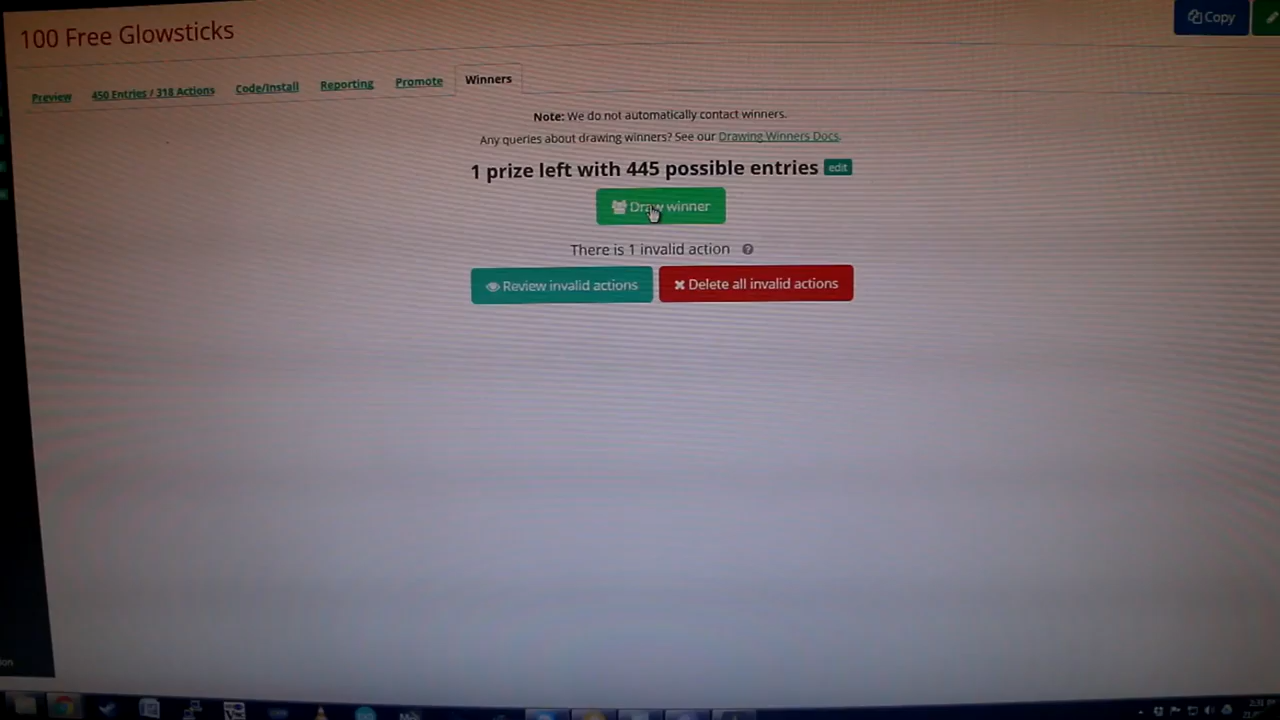 100 Free Glowsticks
Copy
Preview
450 Entries / 318 Actions
Code/Install
Reporting
Promote
Winners
Note: We do not automatically contact winners.
Any queries about drawing winners? See our Drawing Winners Docs.
1 prize left with 445 possible entries edit
Draw winner
There is 1 invalid action
Review invalid actions
Delete all invalid actions